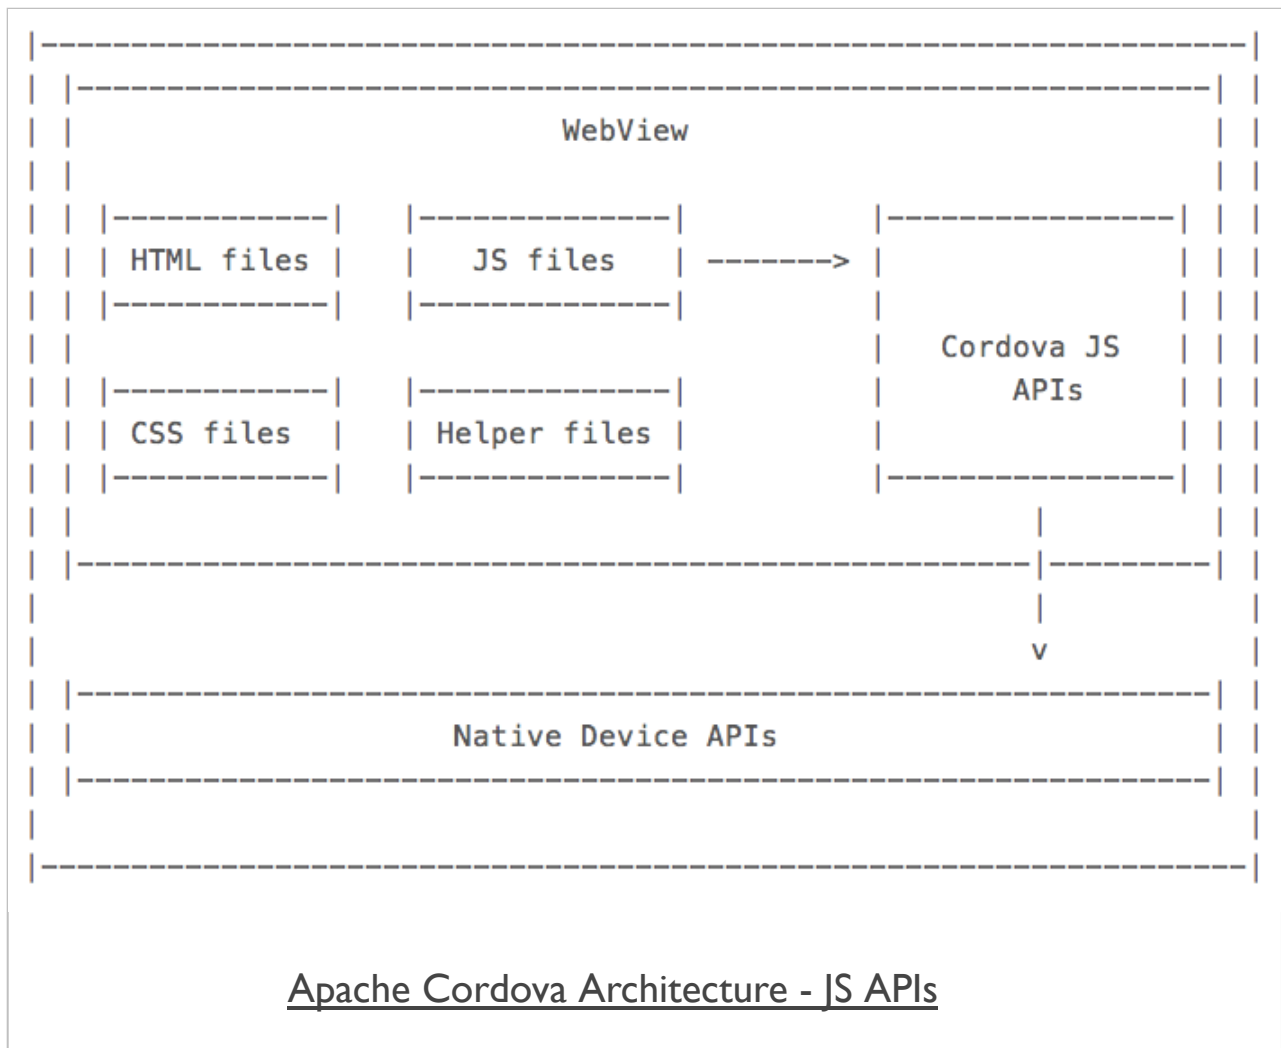 WebView
HTML files JS files ------->
Cordova JS
APIs
CSS files Helper files
v
Native Device APIs
Apache Cordova Architecture - JS APIs